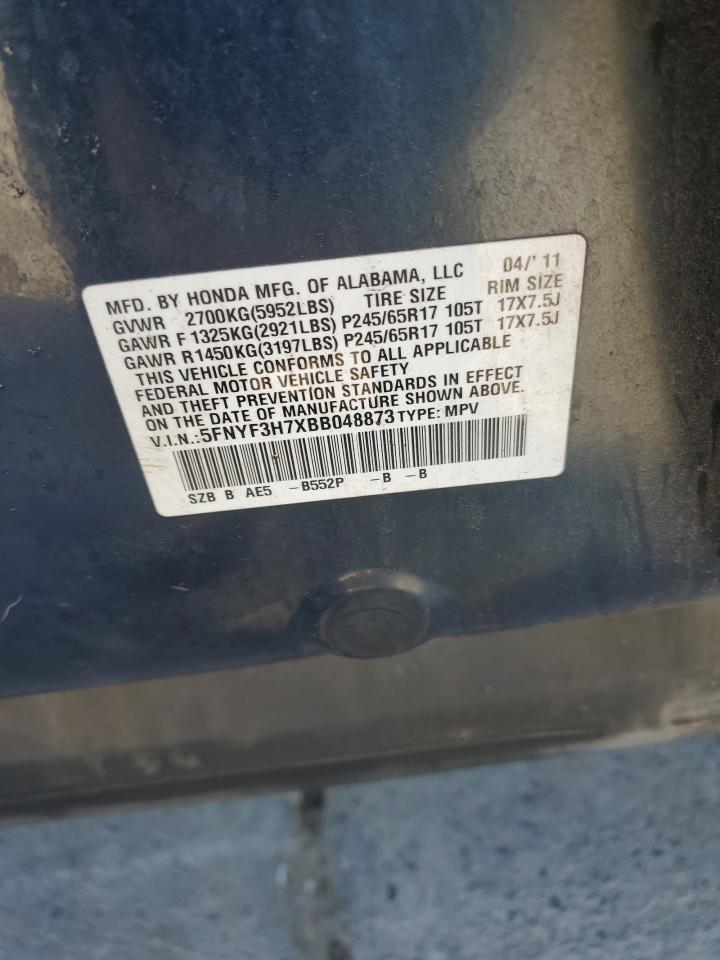 MFD. BY HONDA MFG. OF ALABAMA, LLC 04/'11
GVWR 2700KG(5952LBS) TIRE SIZE RIM SIZE
GAWR F 1325KG(2921LBS) P245/65R17 105T 17X7.5J
GAWR R1450KG(3197LBS) P245/65R17 105T 17X7.5J
THIS VEHICLE CONFORMS TO ALL APPLICABLE
FEDERAL MOTOR VEHICLE SAFETY
AND THEFT PREVENTION STANDARDS IN EFFECT
ON THE DATE OF MANUFACTURE SHOWN ABOVE.
V.I.N.:5FNYF3H7XBB048873 TYPE: MPV
SZB B AE5 -B552P -B -B